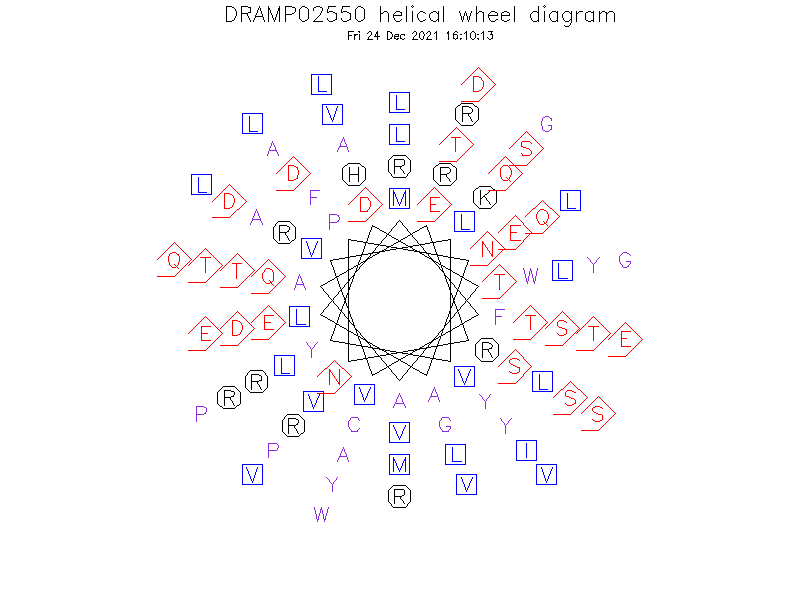 DRAMP02550 helical wheel diagram
Fri 24 Dec 2021 16:10:13
L D
L
V R
L G
L
A A T S
R
D H R Q
L
D F D M E K L
A P L Q
R E
V N
Q Y G
T T Q W L
A T
L F
E T
D S
E T
E
Y R
L S
N V
R L
R V V A A Y S
P S
R C V G Y
P A L I
M
V V
Y V
R
W